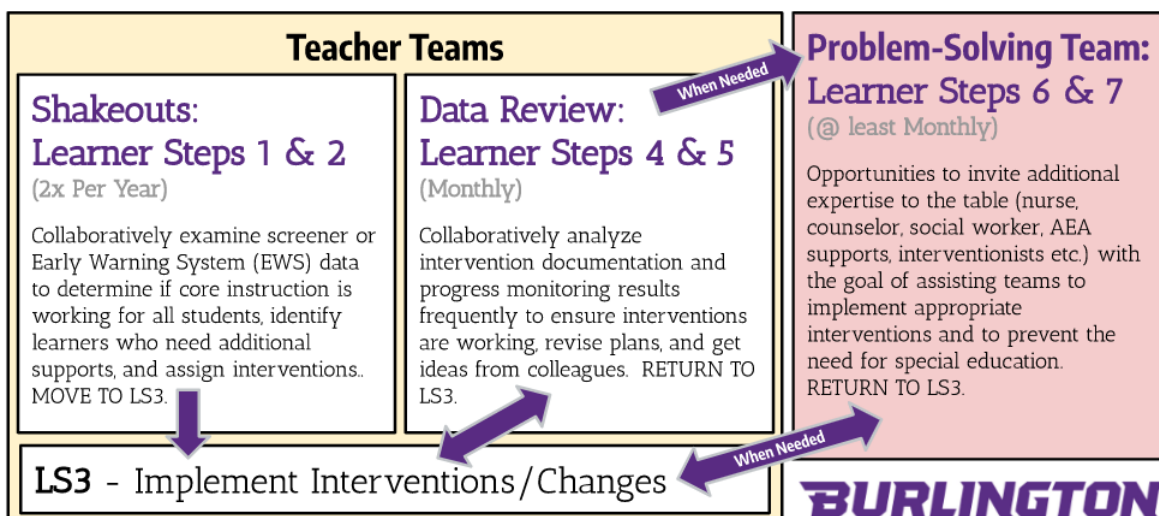 Teacher Teams
Shakeouts:
Learner Steps 1 & 2
(2x Per Year)
Collaboratively examine screener or
Early Warning System (EWS) data
to determine if core instruction is
working for all students, identify
learners who need additional
supports, and assign interventions..
MOVE TO LS3.
Data Review:
Learner Steps 4 & 5
(Monthly)
Collaboratively analyze
intervention documentation and
progress monitoring results
frequently to ensure interventions
are working, revise plans, and get
ideas from colleagues. RETURN TO
LS3.
When Needed
Problem-Solving Team:
Learner Steps 6 & 7
(@ least Monthly)
Opportunities to invite additional
expertise to the table (nurse,
counselor, social worker, AEA
supports, interventionists etc.) with
the goal of assisting teams to
implement appropriate
interventions and to prevent the
need for special education.
RETURN TO LS3.
When Needed
LS3 - Implement Interventions/Changes
BURLINGTON